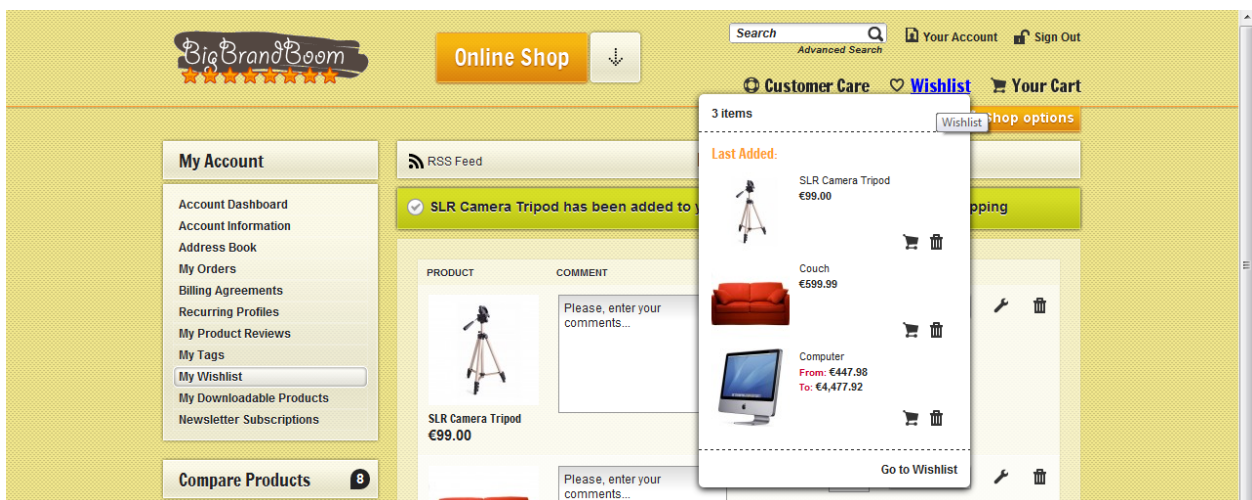 BigBrandBoom
Online Shop
Search
Advanced Search
Your Account
Sign Out
Customer Care
Wishlist
Your Cart
3 items
Wishlist
Shop options
My Account
RSS Feed
Last Added:
SLR Camera Tripod
€99.00
Account Dashboard
Account Information
Address Book
My Orders
Billing Agreements
Recurring Profiles
My Product Reviews
My Tags
My Wishlist
My Downloadable Products
Newsletter Subscriptions
Compare Products 8
SLR Camera Tripod has been added to
pping
PRODUCT
COMMENT
Please, enter your
comments...
SLR Camera Tripod
€99.00
Please, enter your
comments...
Couch
€599.99
Computer
From: €447.98
To: €4,477.92
Go to Wishlist